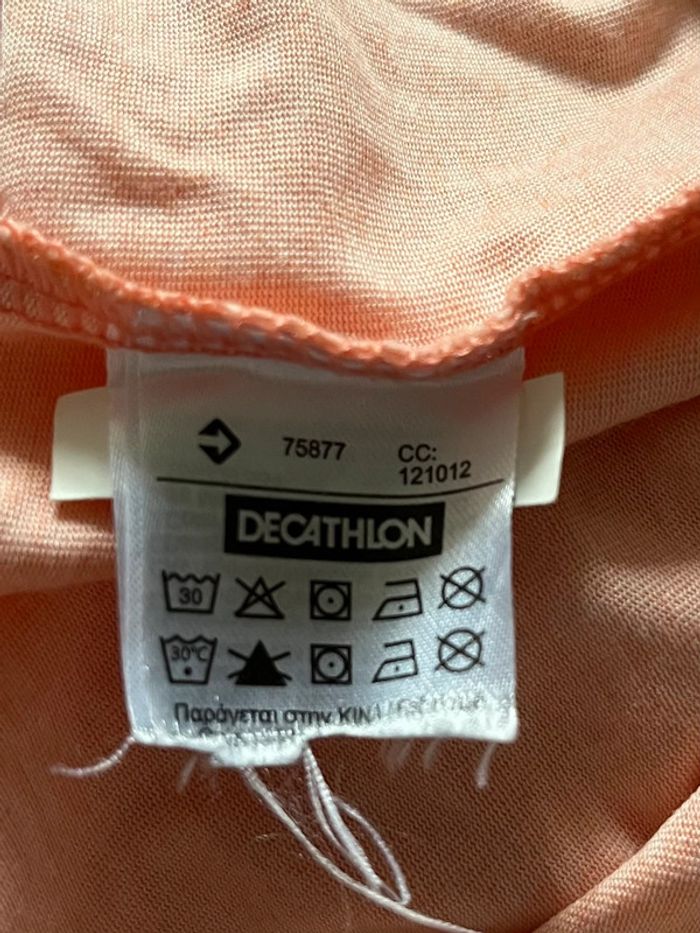 75877 CC:
121012
DECATHLON
30
30°C
Παράγεται στην ΚΙΝΑ